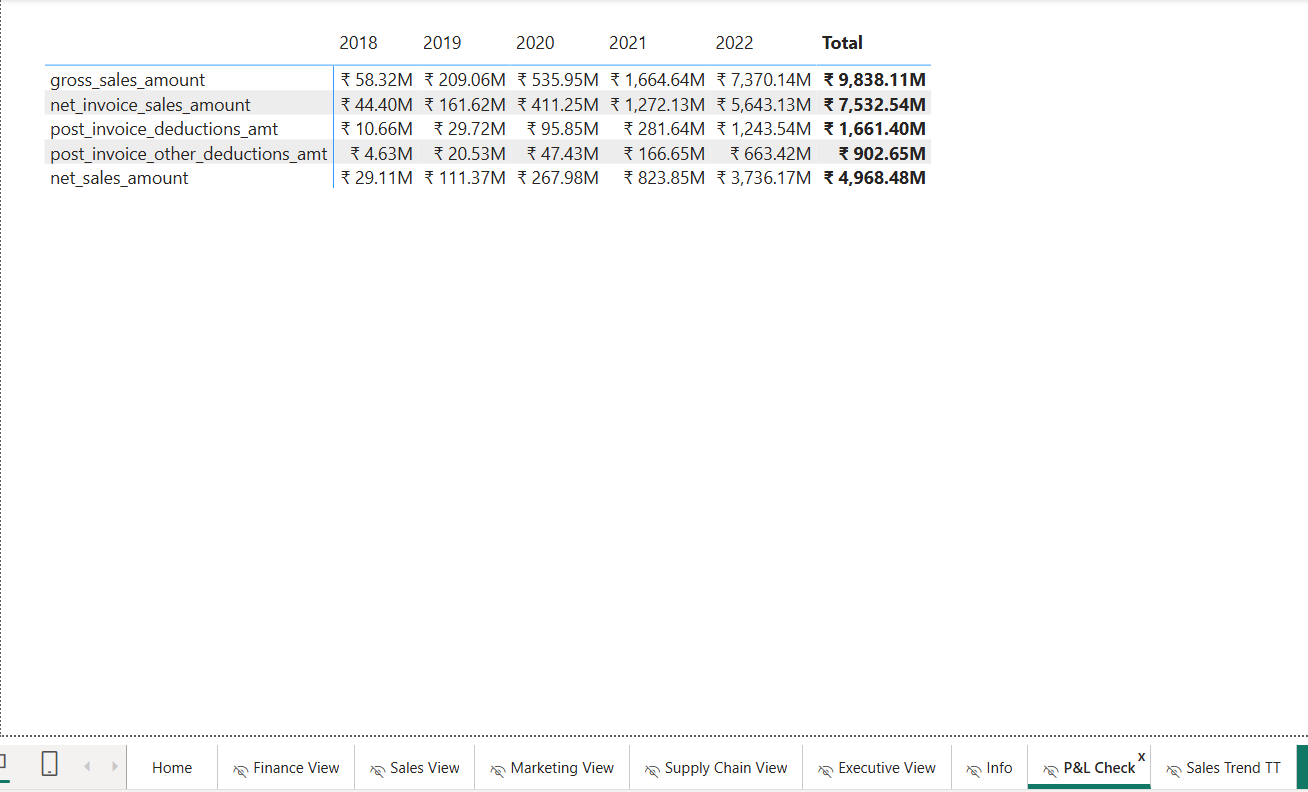 2018 2019 2020 2021 2022 Total
gross_sales_amount ₹ 58.32M ₹ 209.06M ₹ 535.95M ₹ 1,664.64M ₹ 7,370.14M ₹ 9,838.11M
net_invoice_sales_amount ₹ 44.40M ₹ 161.62M ₹ 411.25M ₹ 1,272.13M ₹ 5,643.13M ₹ 7,532.54M
post_invoice_deductions_amt ₹ 10.66M ₹ 29.72M ₹ 95.85M ₹ 281.64M ₹ 1,243.54M ₹ 1,661.40M
post_invoice_other_deductions_amt ₹ 4.63M ₹ 20.53M ₹ 47.43M ₹ 166.65M ₹ 663.42M ₹ 902.65M
net_sales_amount ₹ 29.11M ₹ 111.37M ₹ 267.98M ₹ 823.85M ₹ 3,736.17M ₹ 4,968.48M
Home Finance View Sales View Marketing View Supply Chain View Executive View Info P&L Check x Sales Trend TT